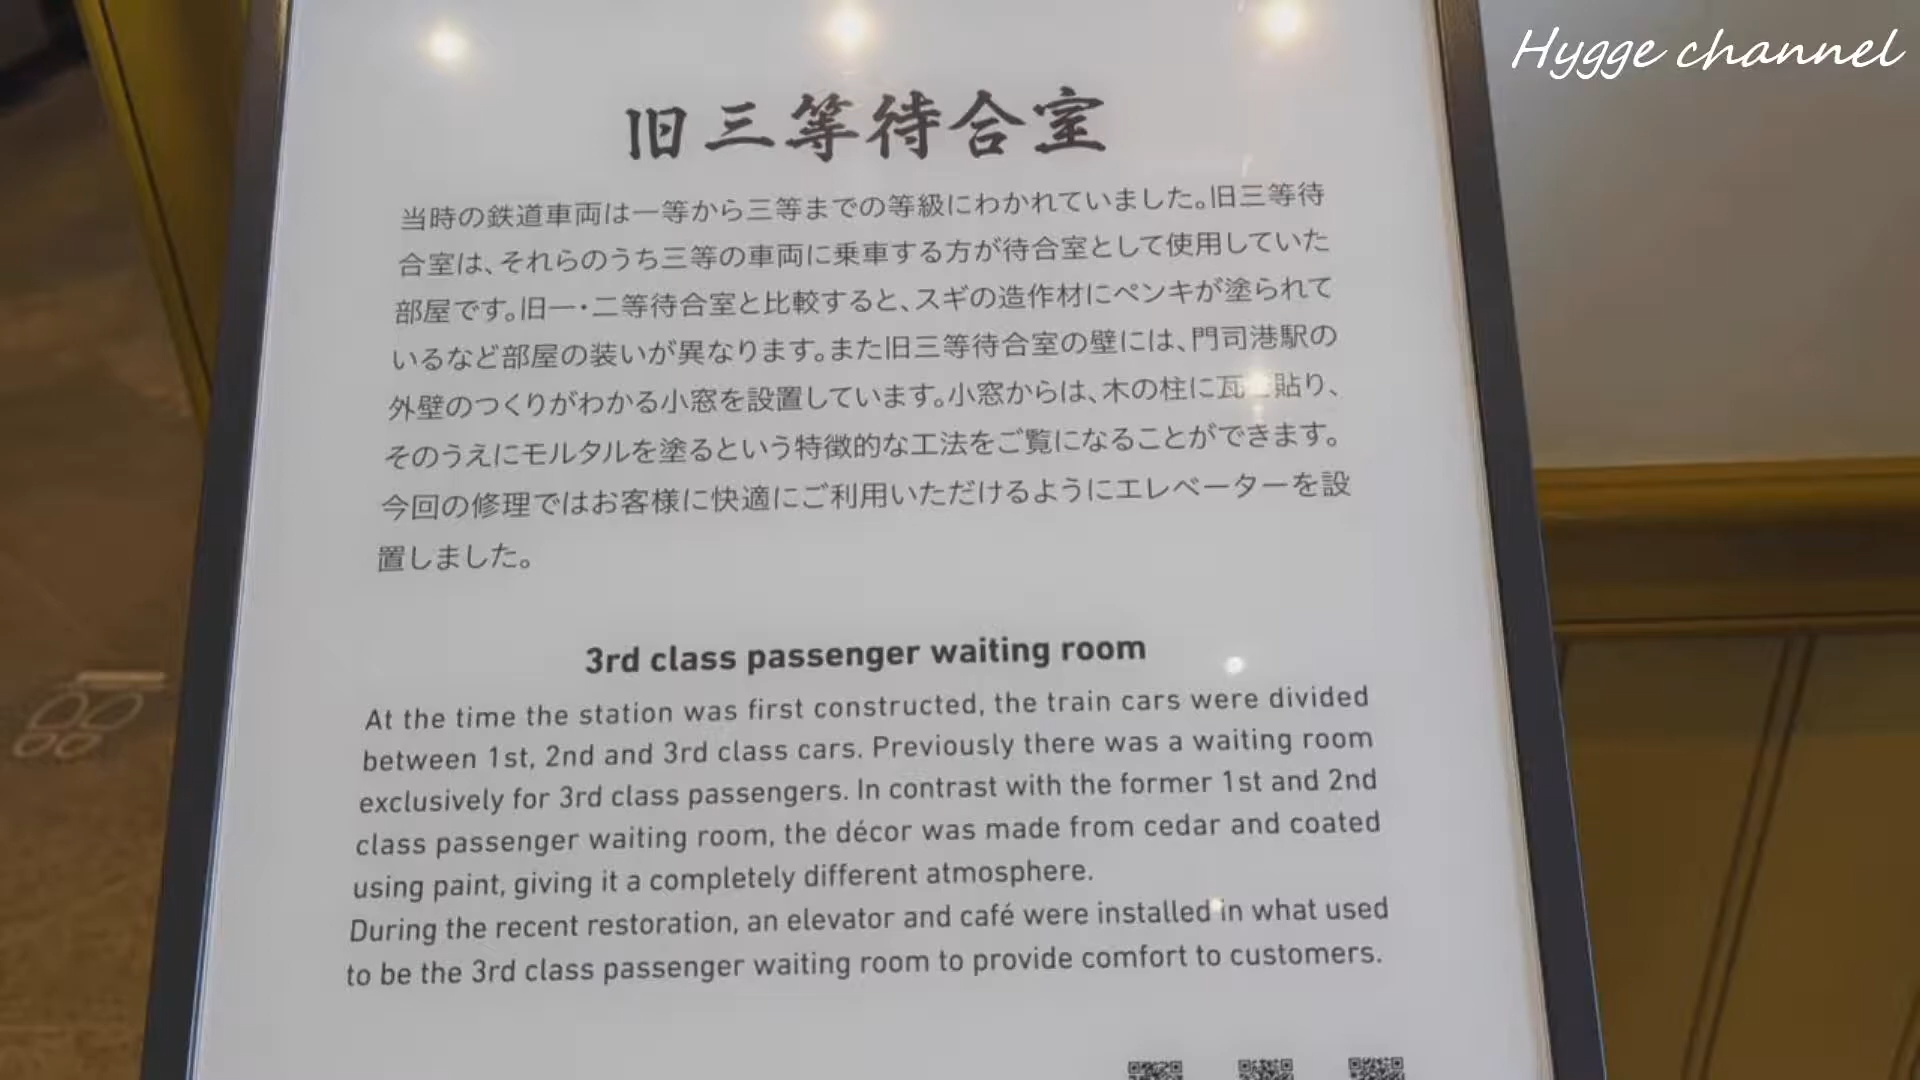 Hygge channel
旧三等待合室
当時の鉄道車両は一等から三等までの等級にわかれていました。旧三等待
合室は、それらのうち三等の車両に乗車する方が待合室として使用していた
部屋です。旧一・二等待合室と比較すると、スギの造作材にペンキが塗られて
いるなど部屋の装いが異なります。また旧三等待合室の壁には、門司港駅の
外壁のつくりがわかる小窓を設置しています。小窓からは、木の柱に瓦 貼り、
そのうえにモルタルを塗るという特徴的な工法をご覧になることができます。
今回の修理ではお客様に快適にご利用いただけるようにエレベーターを設
置しました。
3rd class passenger waiting room
At the time the station was first constructed, the train cars were divided
between 1st, 2nd and 3rd class cars. Previously there was a waiting room
exclusively for 3rd class passengers. In contrast with the former 1st and 2nd
class passenger waiting room, the décor was made from cedar and coated
using paint, giving it a completely different atmosphere.
During the recent restoration, an elevator and café were installed in what used
to be the 3rd class passenger waiting room to provide comfort to customers.